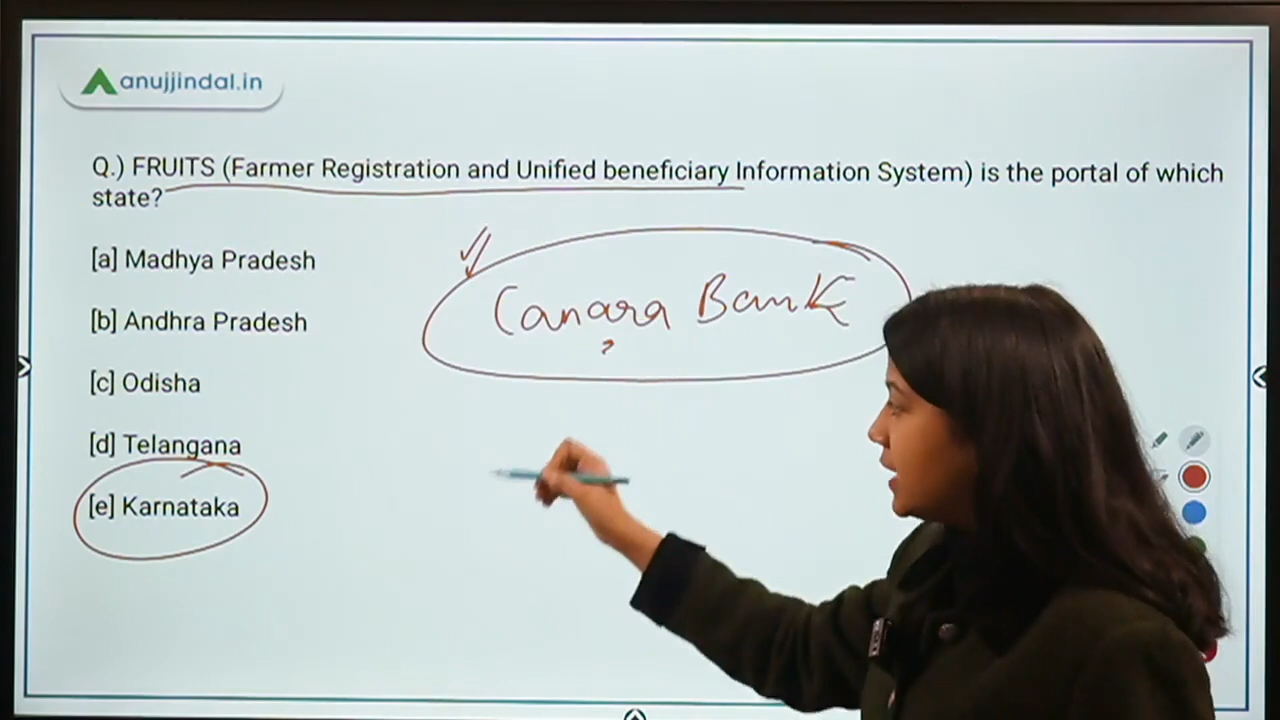 anujjindal.in
Q.) FRUITS (Farmer Registration and Unified beneficiary Information System) is the portal of which
state?
[a] Madhya Pradesh
[b] Andhra Pradesh
[c] Odisha
[d] Telangana
[e] Karnataka
Canara Bank
?